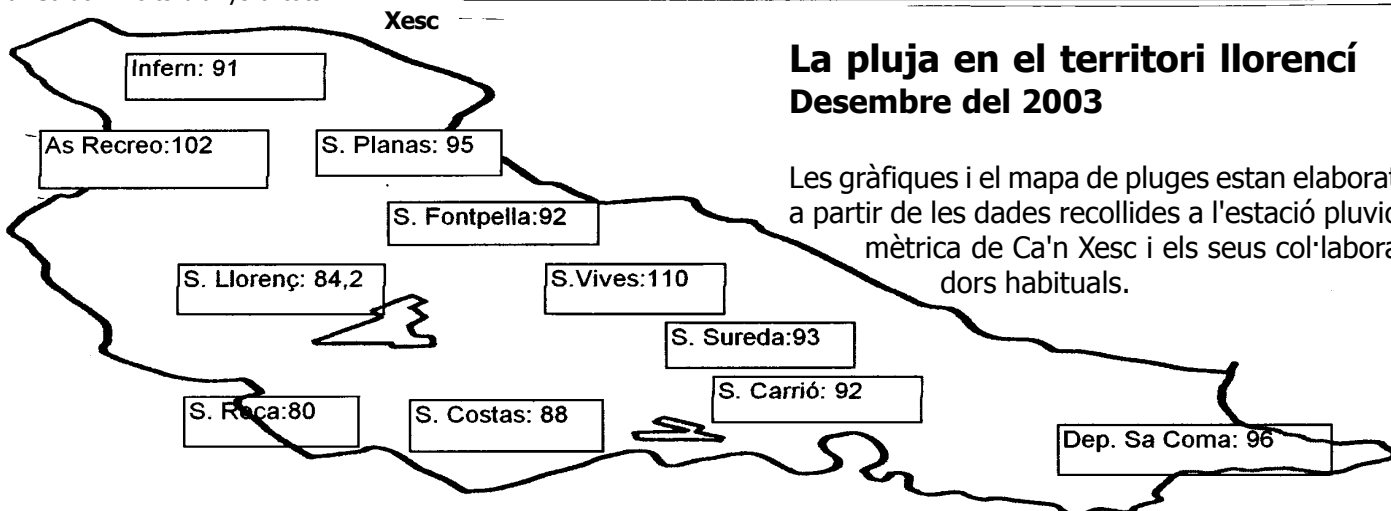 Xesc
La pluja en el territori llorencí
Desembre del 2003
Les gràfiques i el mapa de pluges estan elaborat
a partir de les dades recollides a l'estació pluvio
mètrica de Ca'n Xesc i els seus col·labora
dors habituals.
Infern: 91
As Recreo:102
S. Planas: 95
S. Fontpella:92
S. Llorenç: 84,2
S.Vives:110
S. Sureda:93
S. Carrió: 92
S. Roca:80
S. Costas: 88
Dep. Sa Coma: 96